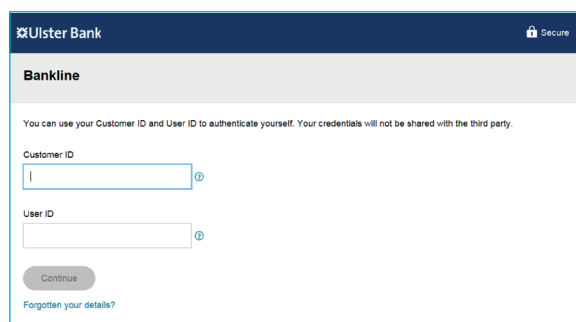 Ulster Bank
Secure
Bankline
You can use your Customer ID and User ID to authenticate yourself. Your credentials will not be shared with the third party.
Customer ID
?
User ID
?
Continue
Forgotten your details?